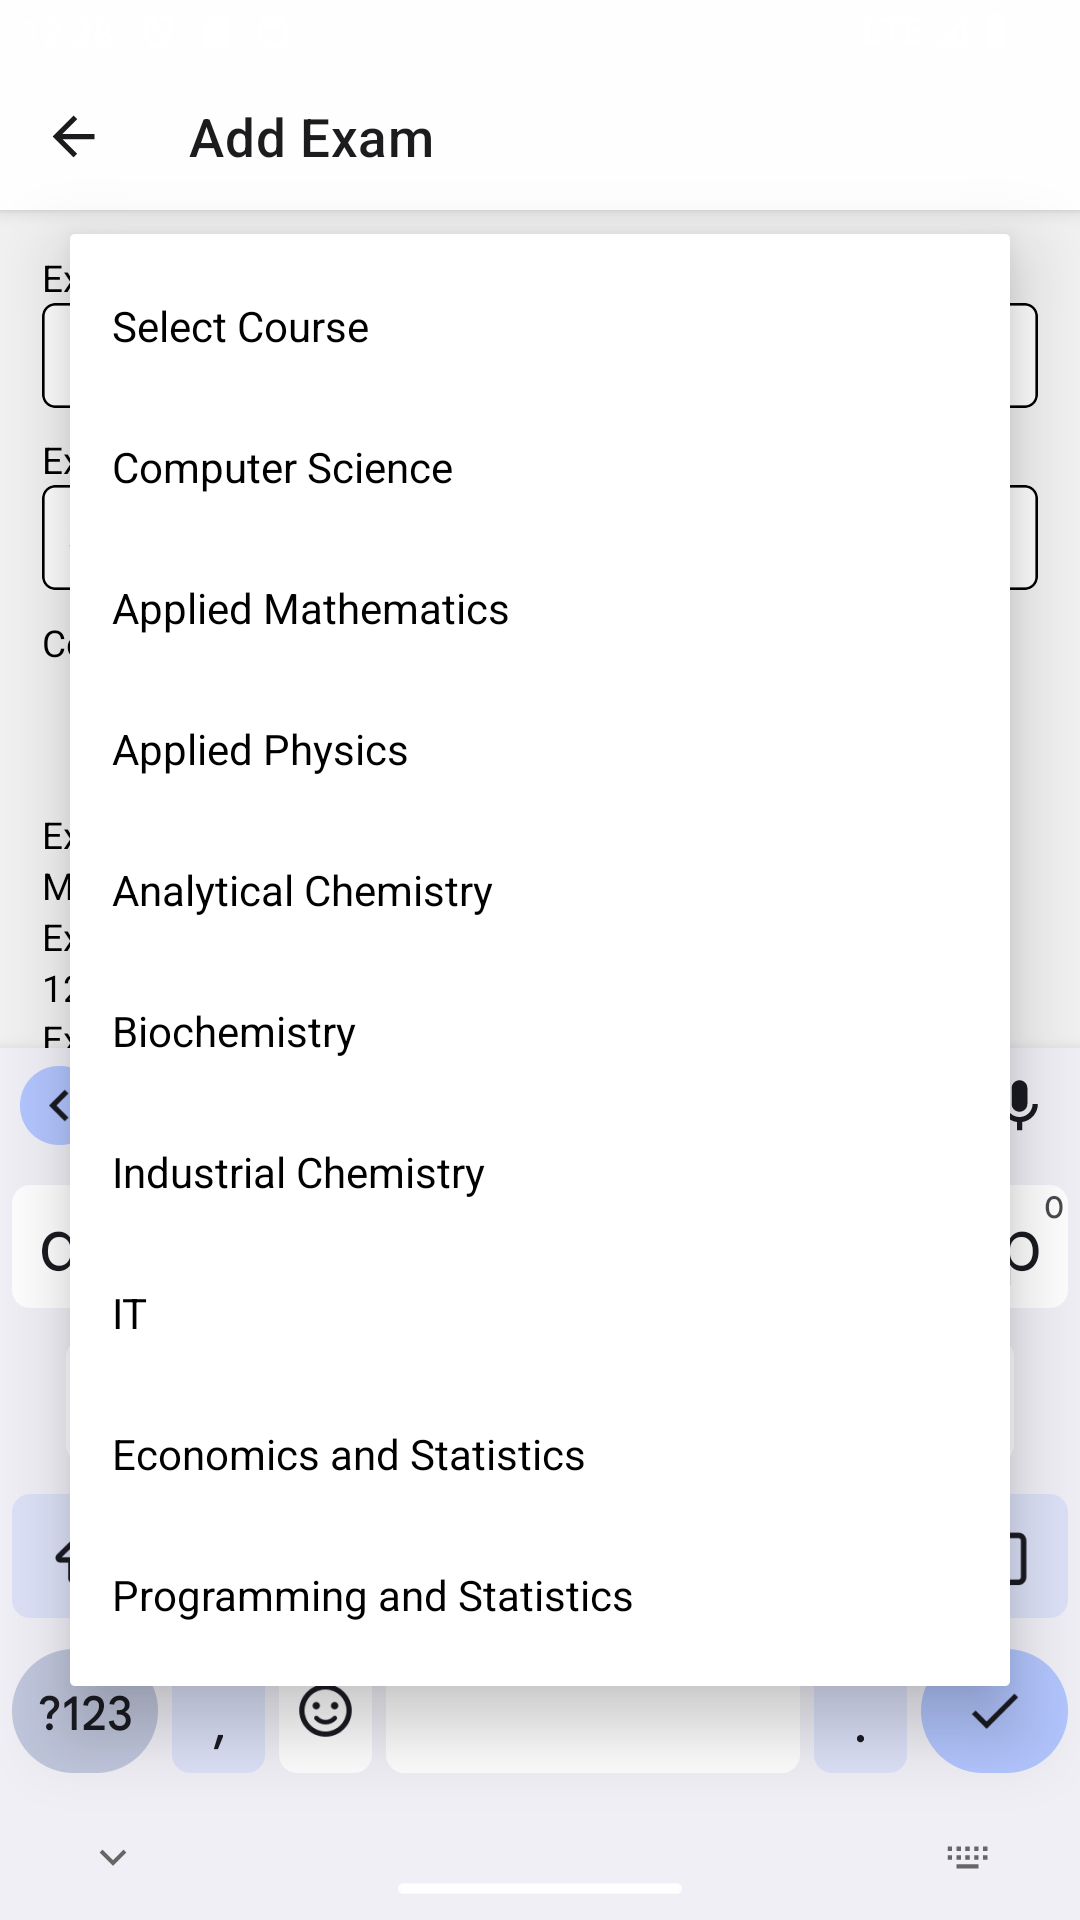 Add Exam
Select Course
Computer Science
Applied Mathematics
Applied Physics
Analytical Chemistry
Biochemistry
Industrial Chemistry
IT
Economics and Statistics
Programming and Statistics
0
?123
,
.